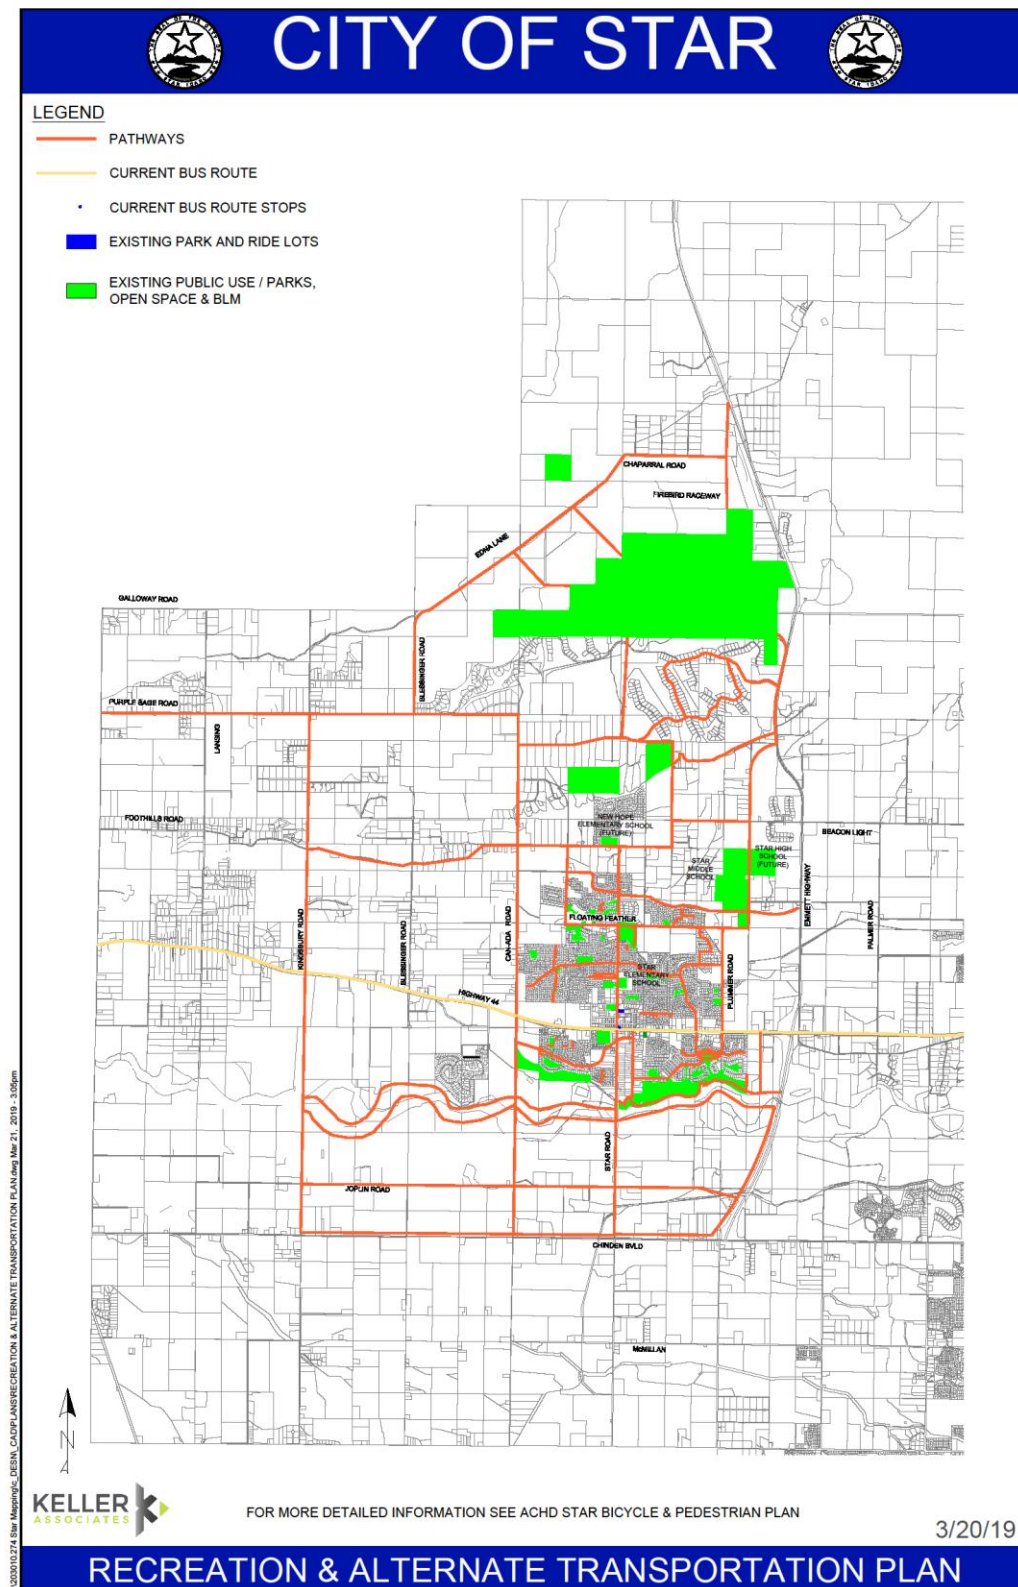 CITY OF STAR
LEGEND
PATHWAYS
CURRENT BUS ROUTE
CURRENT BUS ROUTE STOPS
EXISTING PARK AND RIDE LOTS
EXISTING PUBLIC USE / PARKS,
OPEN SPACE & BLM
CHAPARRAL ROAD
FIREBIRD RACEWAY
EDNA LANE
GALLOWAY ROAD
BLESSINGER ROAD
PURPLE SAGE ROAD
LANSING
FOOTHILLS ROAD
NEW HOPE
ELEMENTARY SCHOOL
(FUTURE)
BEACON LIGHT
STAR
MIDDLE
SCHOOL
STAR HIGH
SCHOOL
(FUTURE)
EMMETT HIGHWAY
PALMER ROAD
KINGSBURY ROAD
BLESSINGER ROAD
CAN-ADA ROAD
FLOATING FEATHER
STAR
ELEMENTARY
SCHOOL
PLUMMER ROAD
HIGHWAY 44
STAR ROAD
JOPLIN ROAD
CHINDEN BVLD
McMILLAN
N
KELLER
ASSOCIATES
FOR MORE DETAILED INFORMATION SEE ACHD STAR BICYCLE & PEDESTRIAN PLAN
3/20/19
RECREATION & ALTERNATE TRANSPORTATION PLAN